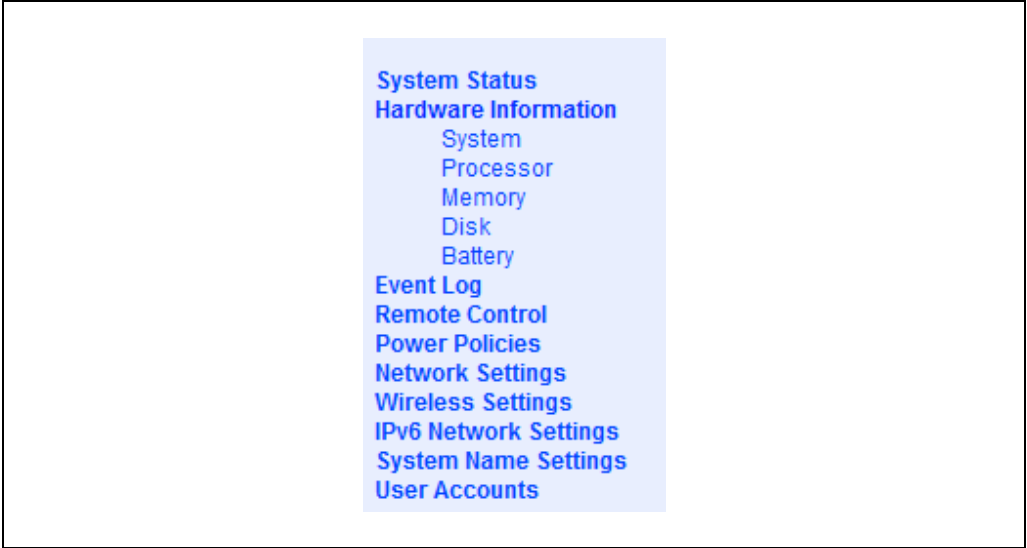 System Status
Hardware Information
System
Processor
Memory
Disk
Battery
Event Log
Remote Control
Power Policies
Network Settings
Wireless Settings
IPv6 Network Settings
System Name Settings
User Accounts